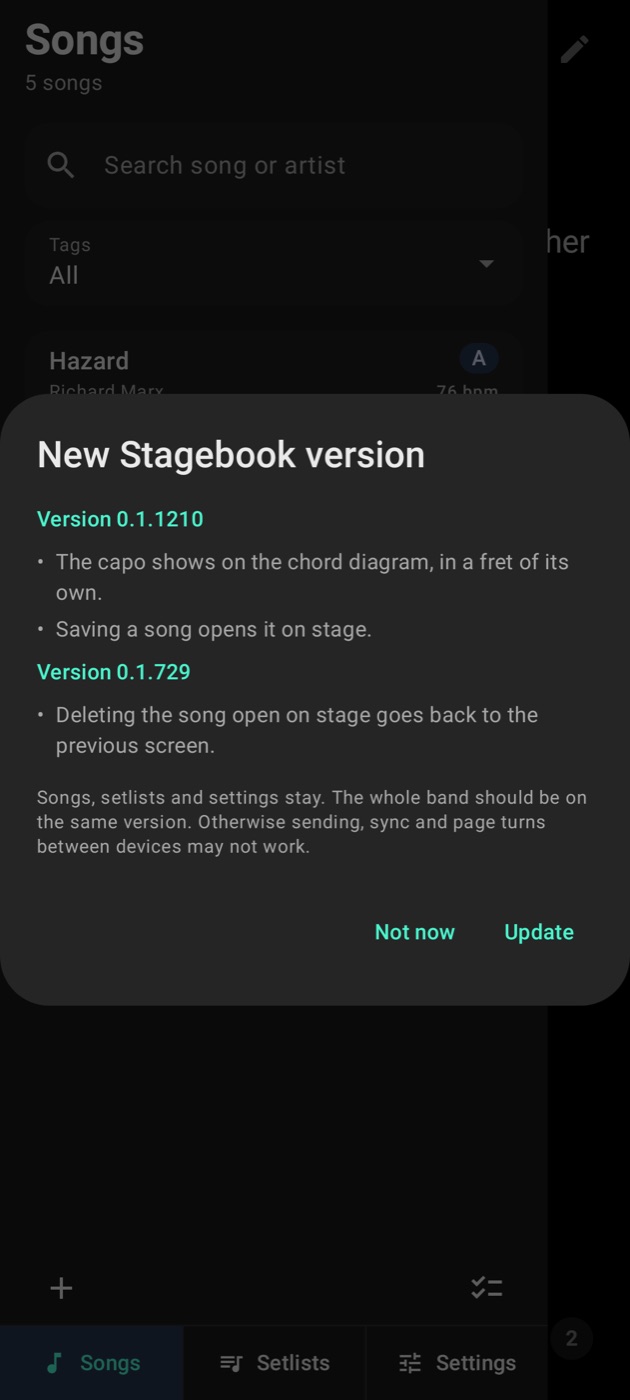 Songs
5 songs
Search song or artist
Tags
All
her
Hazard
A
Richard Marx
76 bpm
New Stagebook version
Version 0.1.1210
• The capo shows on the chord diagram, in a fret of its
own.
• Saving a song opens it on stage.
Version 0.1.729
• Deleting the song open on stage goes back to the
previous screen.
Songs, setlists and settings stay. The whole band should be on
the same version. Otherwise sending, sync and page turns
between devices may not work.
Not now
Update
2
Songs
Setlists
Settings